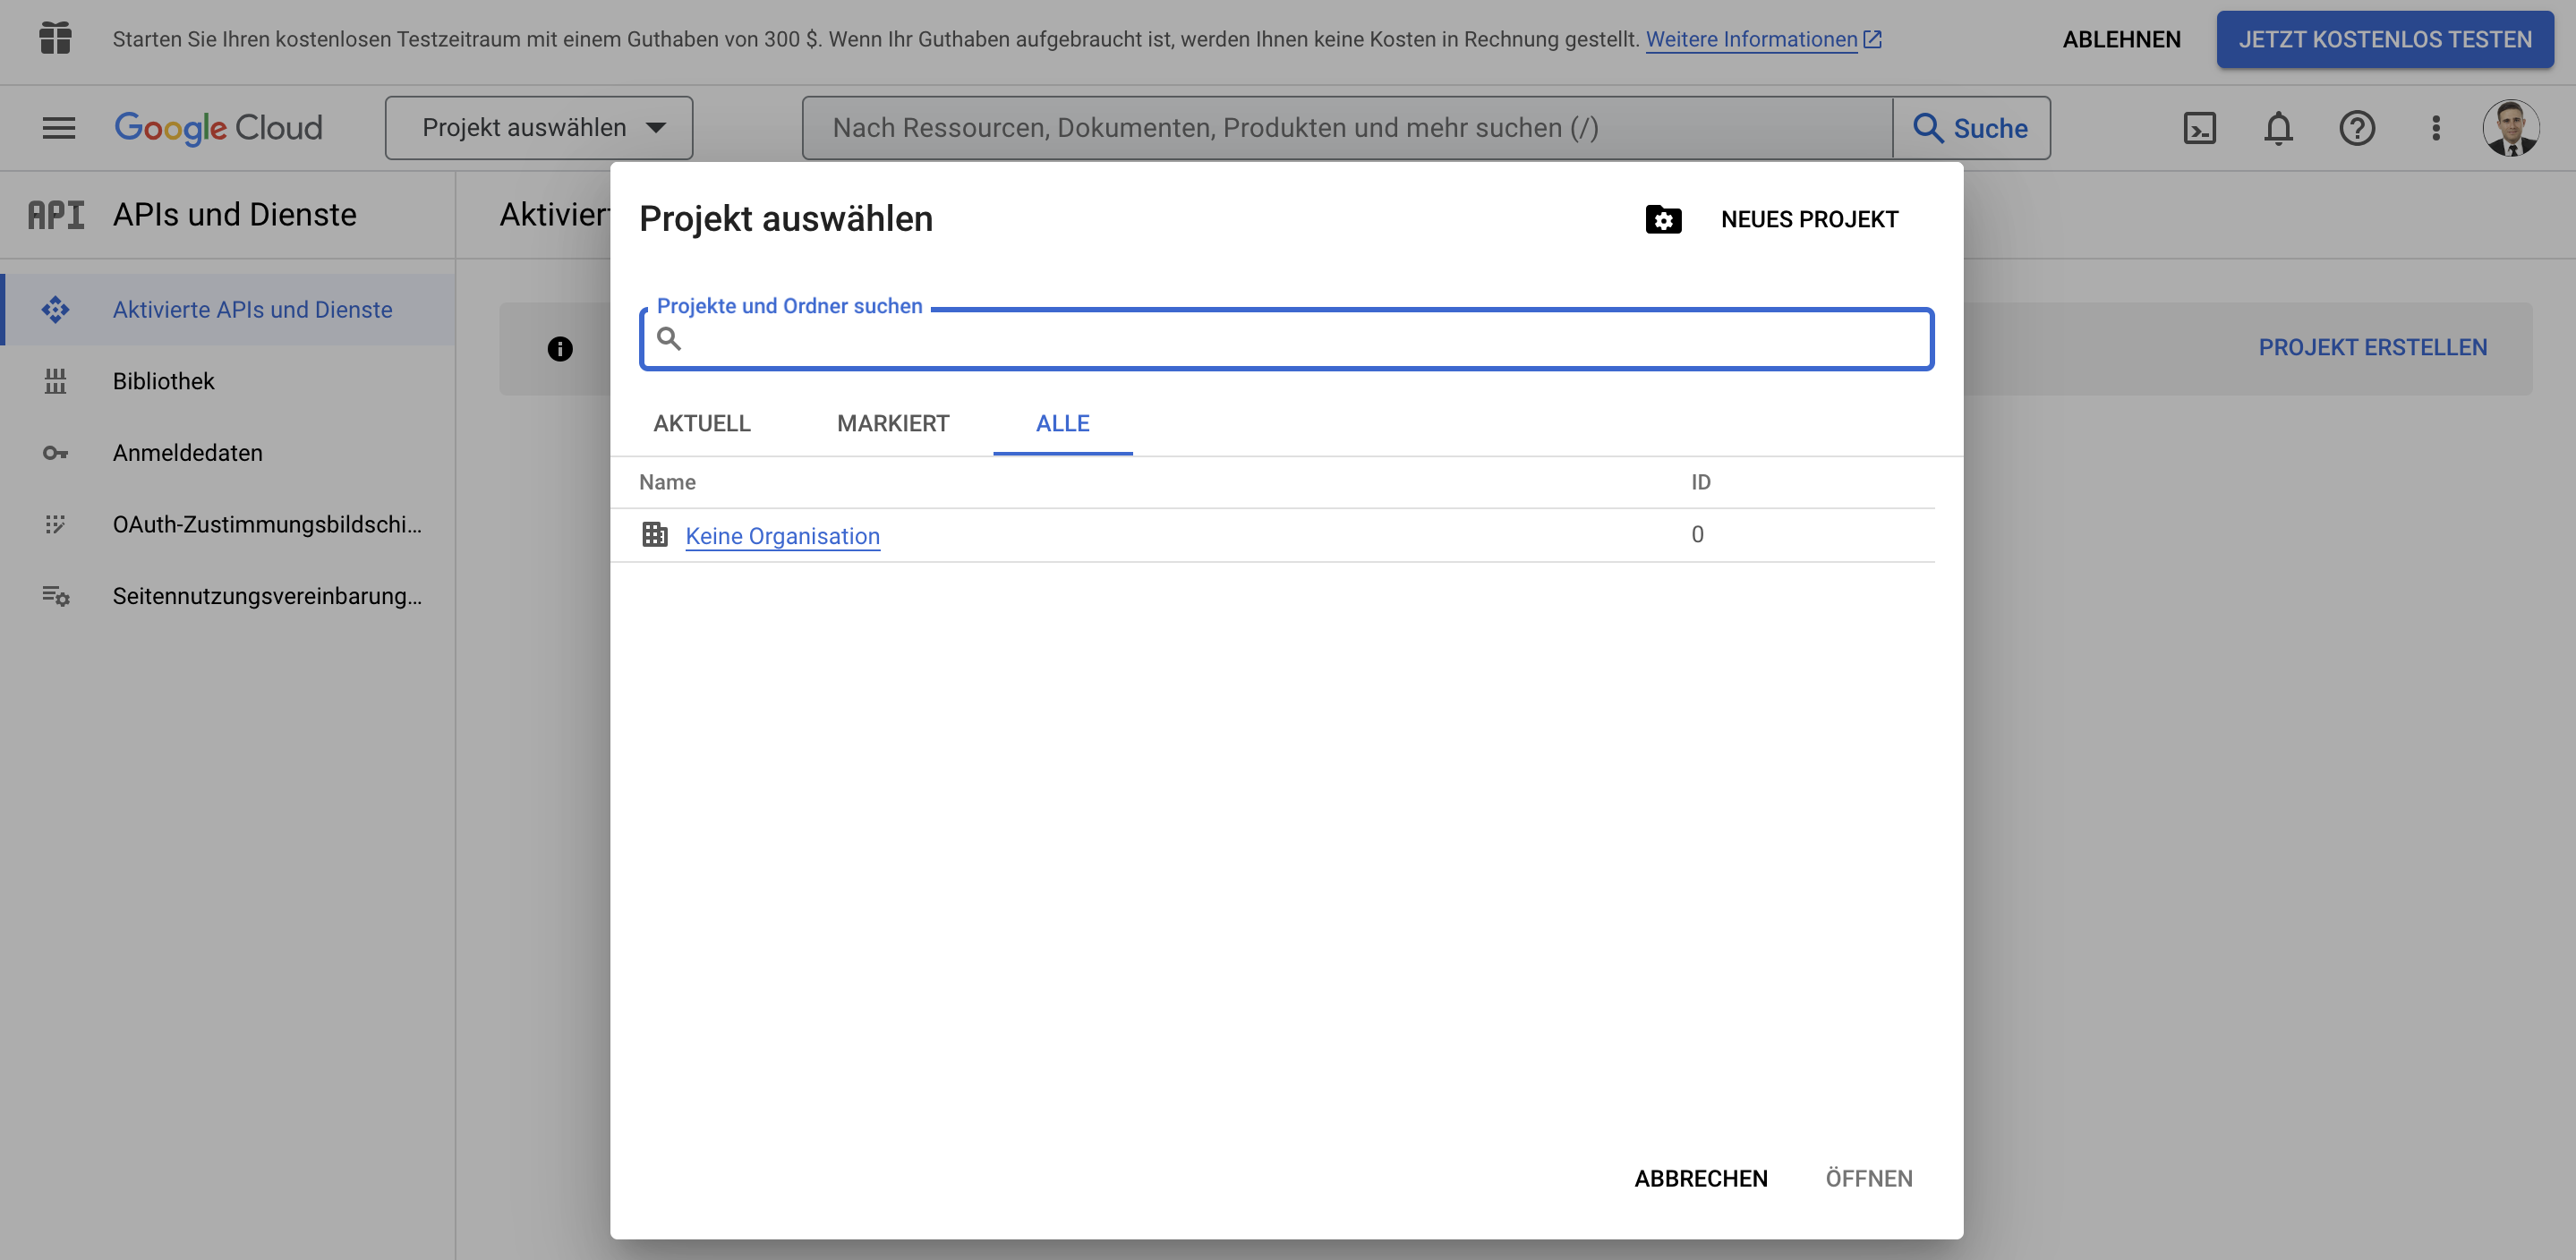 Starten Sie Ihren kostenlosen Testzeitraum mit einem Guthaben von 300 $. Wenn Ihr Guthaben aufgebraucht ist, werden Ihnen keine Kosten in Rechnung gestellt. Weitere Informationen
ABLEHNEN
JETZT KOSTENLOS TESTEN
Google Cloud
Projekt auswählen
Nach Ressourcen, Dokumenten, Produkten und mehr suchen (/)
Suche
API APIs und Dienste
Aktivierte APIs und Dienste
Bibliothek
Anmeldedaten
OAuth-Zustimmungsbildschi...
Seitennutzungsvereinbarung...
Aktiviert
PROJEKT ERSTELLEN
Projekt auswählen
NEUES PROJEKT
Projekte und Ordner suchen
AKTUELL
MARKIERT
ALLE
Name
ID
Keine Organisation
0
ABBRECHEN
ÖFFNEN